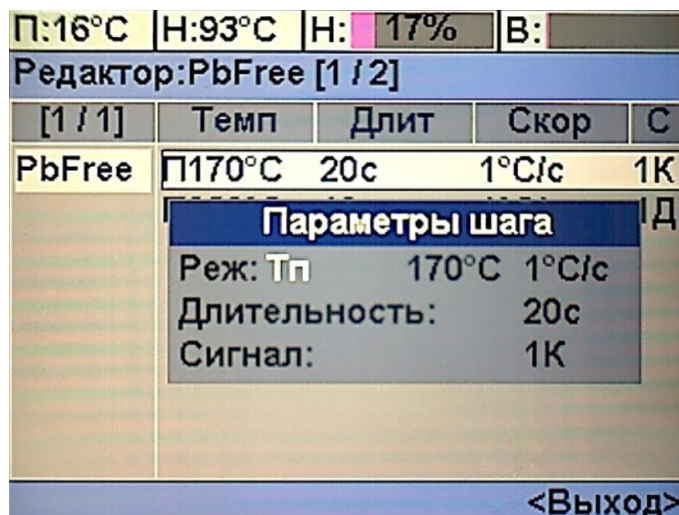 П:16°C Н:93°C Н: 17% В:
Редактор:PbFree [1 / 2]
[1 / 1] Темп Длит Скор С
PbFree П170°C 20с 1°C/с 1К
1Д
Параметры шага
Реж: Тп 170°C 1°C/с
Длительность: 20с
Сигнал: 1К
<Выход>